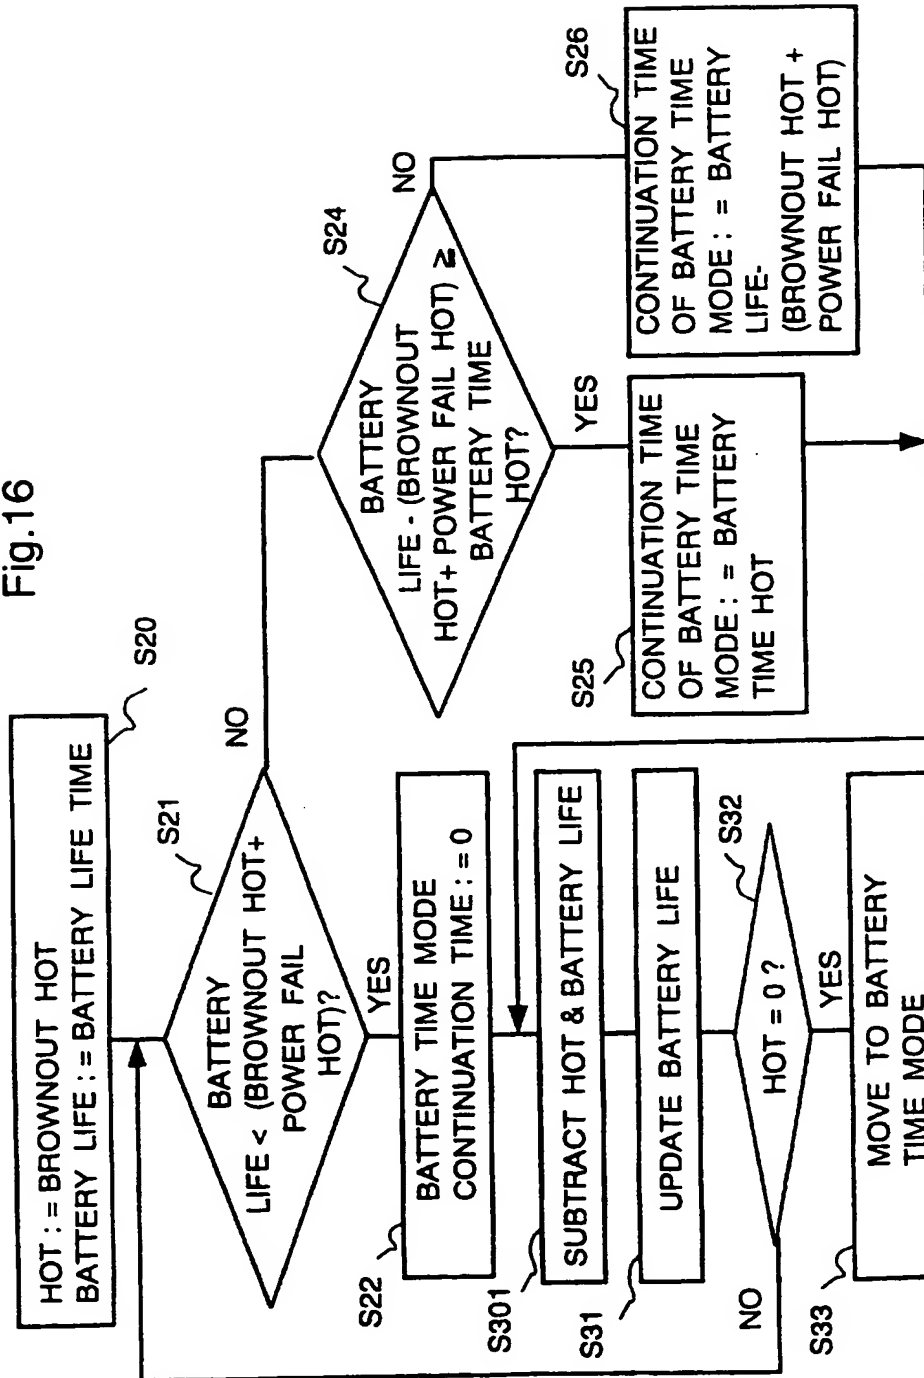 Fig.16
HOT : = BROWNOUT HOT
BATTERY LIFE : = BATTERY LIFE TIME
S20
S21
BATTERY
LIFE < (BROWNOUT HOT+
POWER FAIL
HOT)?
NO
YES
S22
BATTERY TIME MODE
CONTINUATION TIME : = 0
S301
SUBTRACT HOT & BATTERY LIFE
S31
UPDATE BATTERY LIFE
S32
HOT = 0 ?
NO
YES
S33
MOVE TO BATTERY
TIME MODE
S24
BATTERY
LIFE - (BROWNOUT
HOT+ POWER FAIL HOT) ≥
BATTERY TIME
HOT?
NO
YES
S25
CONTINUATION TIME
OF BATTERY TIME
MODE : = BATTERY
TIME HOT
S26
CONTINUATION TIME
OF BATTERY TIME
MODE : = BATTERY
LIFE-
(BROWNOUT HOT +
POWER FAIL HOT)